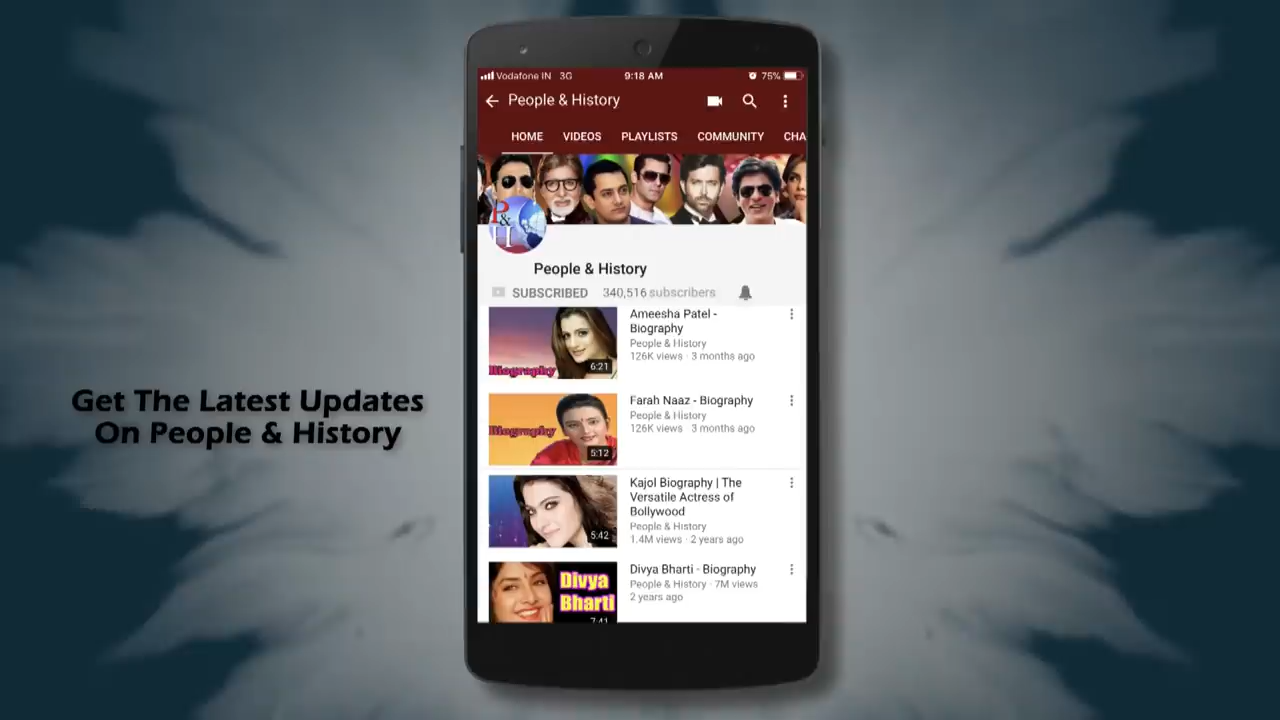 Vodafone IN 3G 9:18 AM 75%
People & History
HOME VIDEOS PLAYLISTS COMMUNITY CHA
P&H
People & History
SUBSCRIBED 340,516 subscribers
Ameesha Patel -
Biography
People & History
126K views · 3 months ago
Biography
6:21
Farah Naaz - Biography
People & History
126K views · 3 months ago
Biography
5:12
Kajol Biography | The
Versatile Actress of
Bollywood
People & History
1.4M views · 2 years ago
5:42
Divya Bharti - Biography
People & History · 7M views
2 years ago
Divya
Bharti
7:41
Get The Latest Updates
On People & History